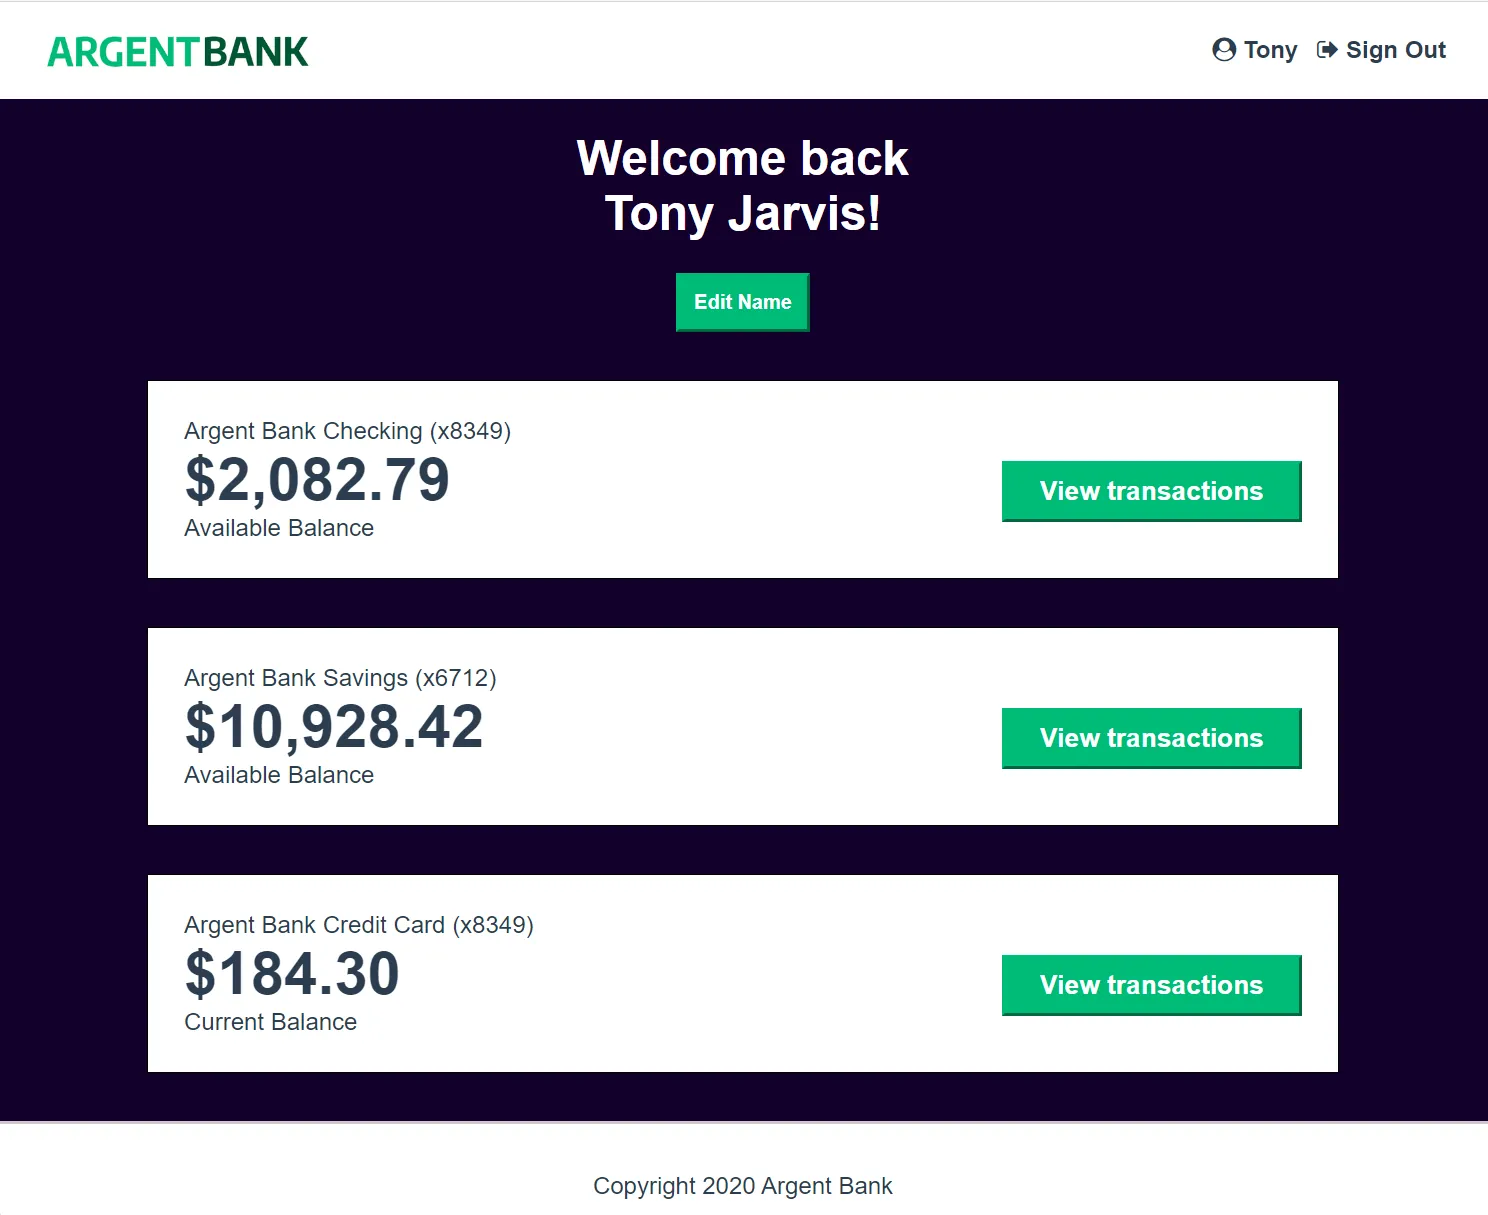 ARGENTBANK
Tony Sign Out
Welcome back
Tony Jarvis!
Edit Name
Argent Bank Checking (x8349)
$2,082.79
Available Balance
View transactions
Argent Bank Savings (x6712)
$10,928.42
Available Balance
View transactions
Argent Bank Credit Card (x8349)
$184.30
Current Balance
View transactions
Copyright 2020 Argent Bank